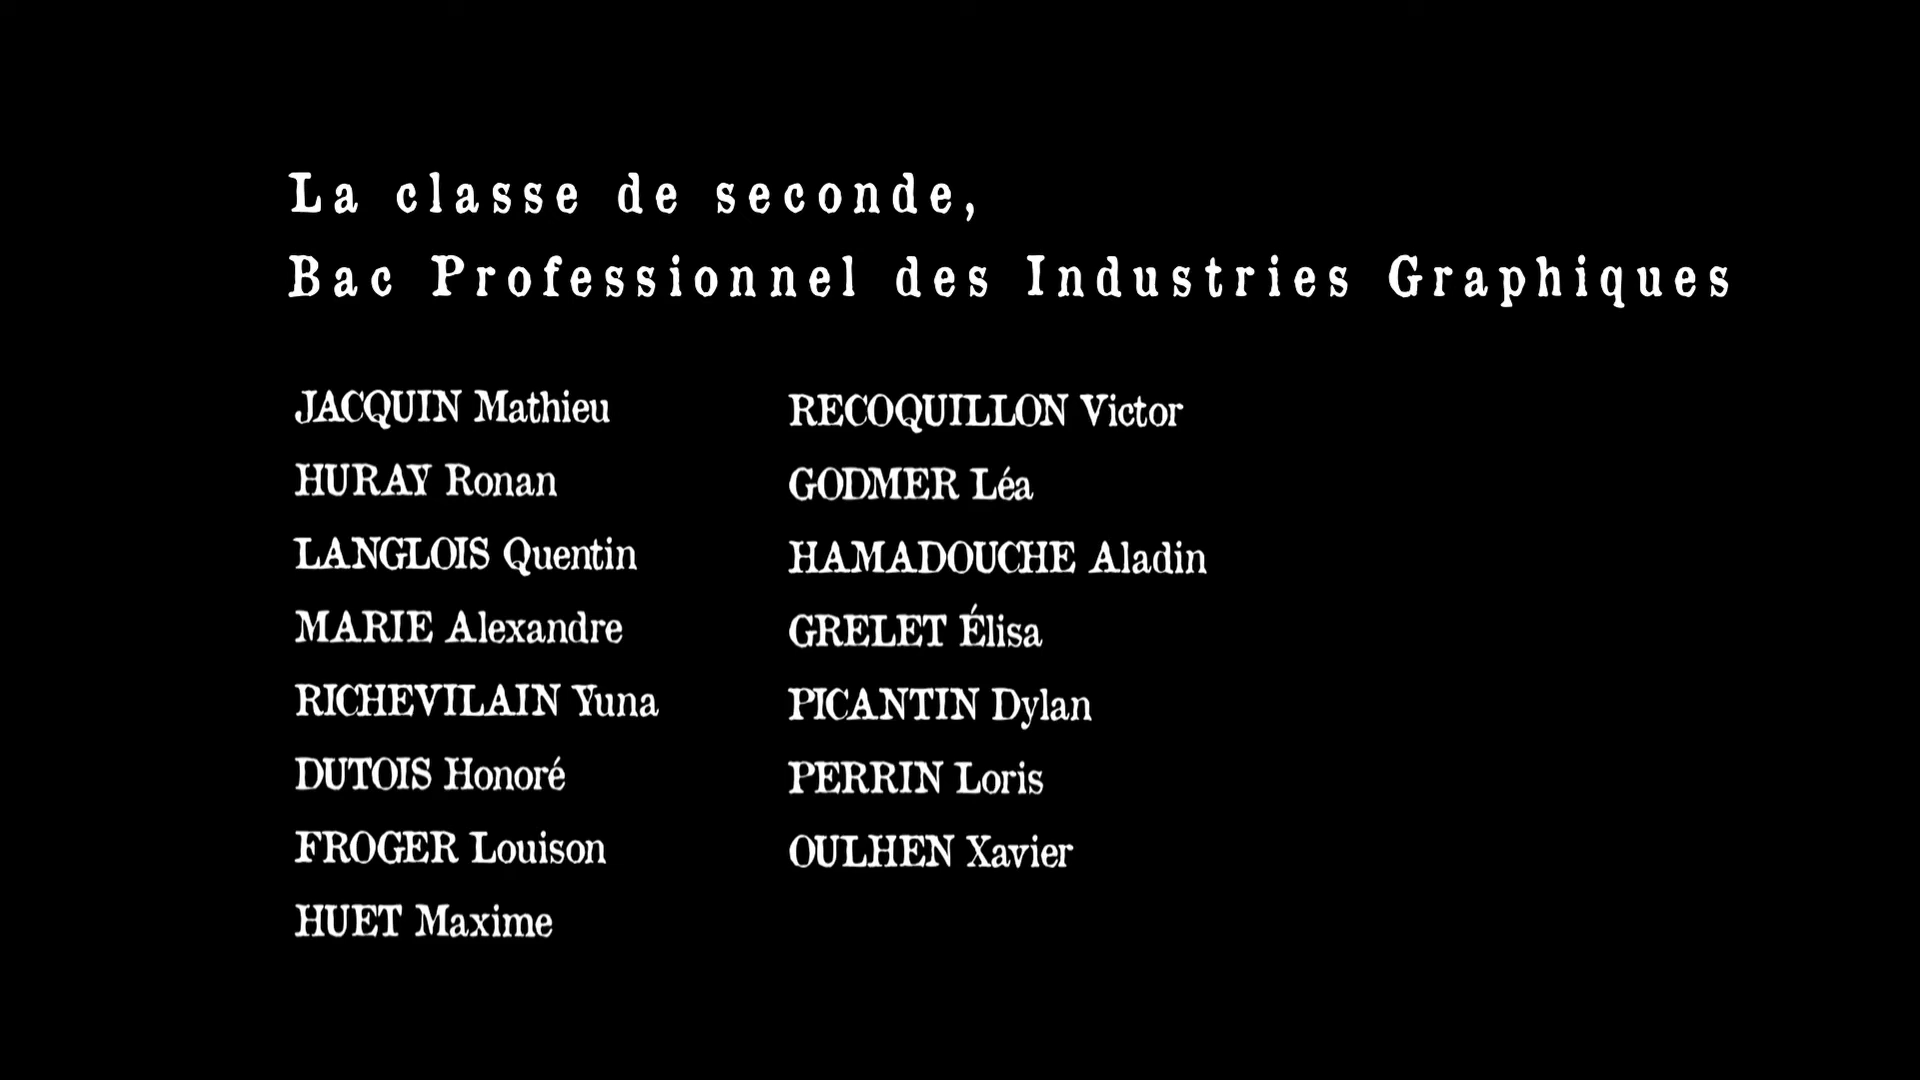 La classe de seconde,
Bac Professionnel des Industries Graphiques
JACQUIN Mathieu
HURAY Ronan
LANGLOIS Quentin
MARIE Alexandre
RICHEVILAIN Yuna
DUTOIS Honoré
FROGER Louison
HUET Maxime
RECOQUILLON Victor
GODMER Léa
HAMADOUCHE Aladin
GRELET Élisa
PICANTIN Dylan
PERRIN Loris
OULHEN Xavier